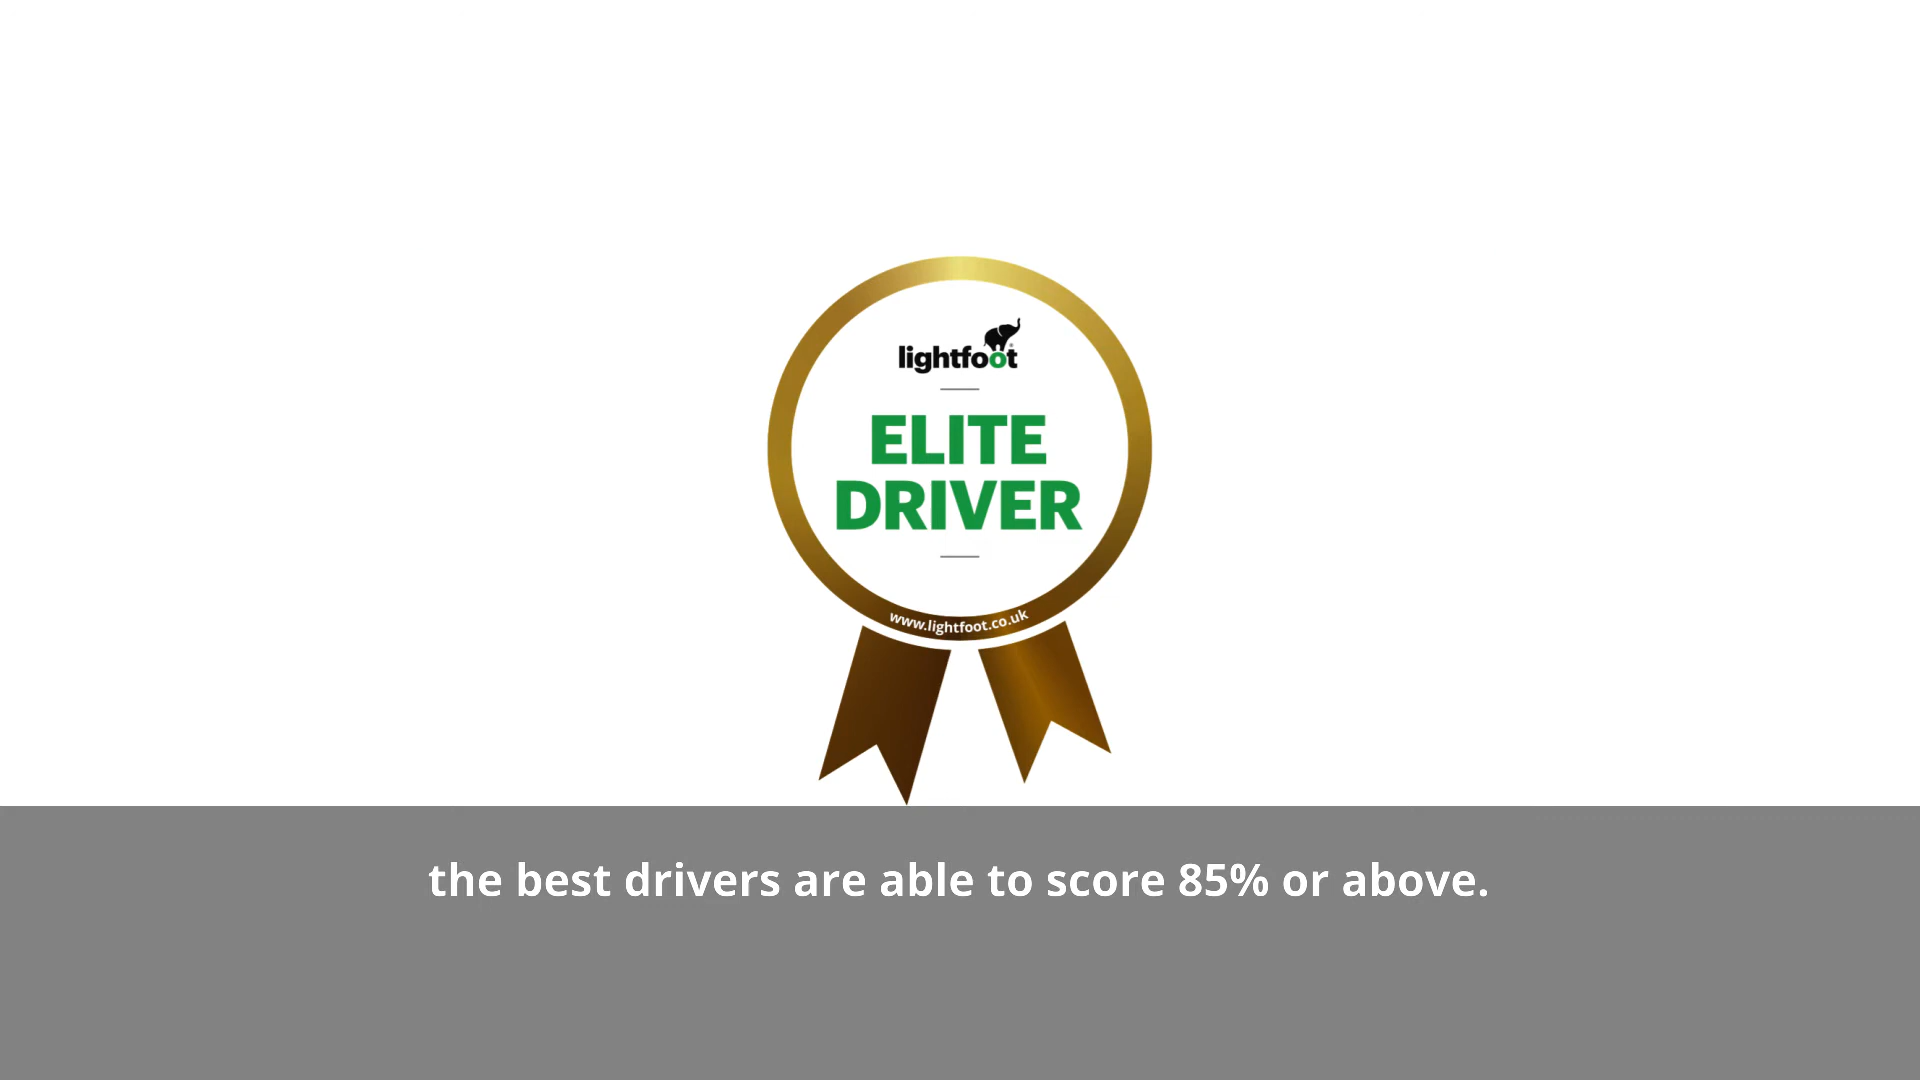 lightfoot
ELITE
DRIVER
www.lightfoot.co.uk
the best drivers are able to score 85% or above.